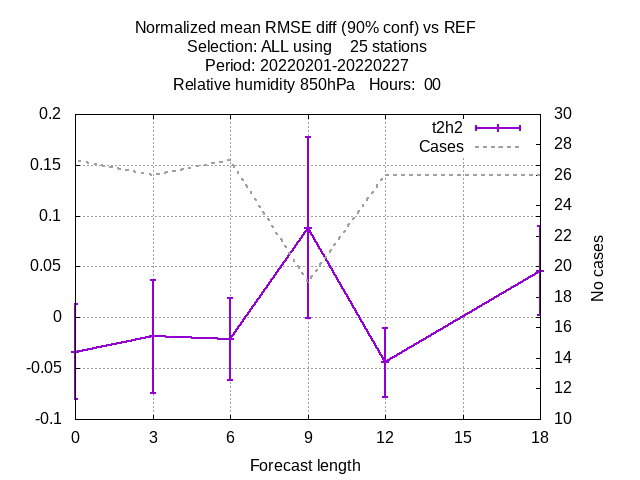 Normalized mean RMSE diff (90% conf) vs REF
Selection: ALL using    25 stations
Period: 20220201-20220227
Relative humidity 850hPa   Hours:  00
0.2
0.15
0.1
0.05
0
-0.05
-0.1
t2h2
Cases
30
28
26
24
22
20
18
16
14
12
10
No cases
0 3 6 9 12 15 18
Forecast length